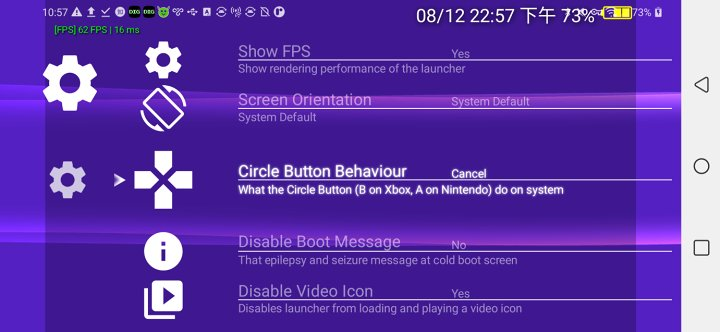 10:57
73%
08/12 22:57 下午 73%
[FPS] 62 FPS | 16 ms
Show FPS
Yes
Show rendering performance of the launcher
Screen Orientation
System Default
System Default
Circle Button Behaviour
Cancel
What the Circle Button (B on Xbox, A on Nintendo) do on system
Disable Boot Message
No
That epilepsy and seizure message at cold boot screen
Disable Video Icon
Yes
Disables launcher from loading and playing a video icon